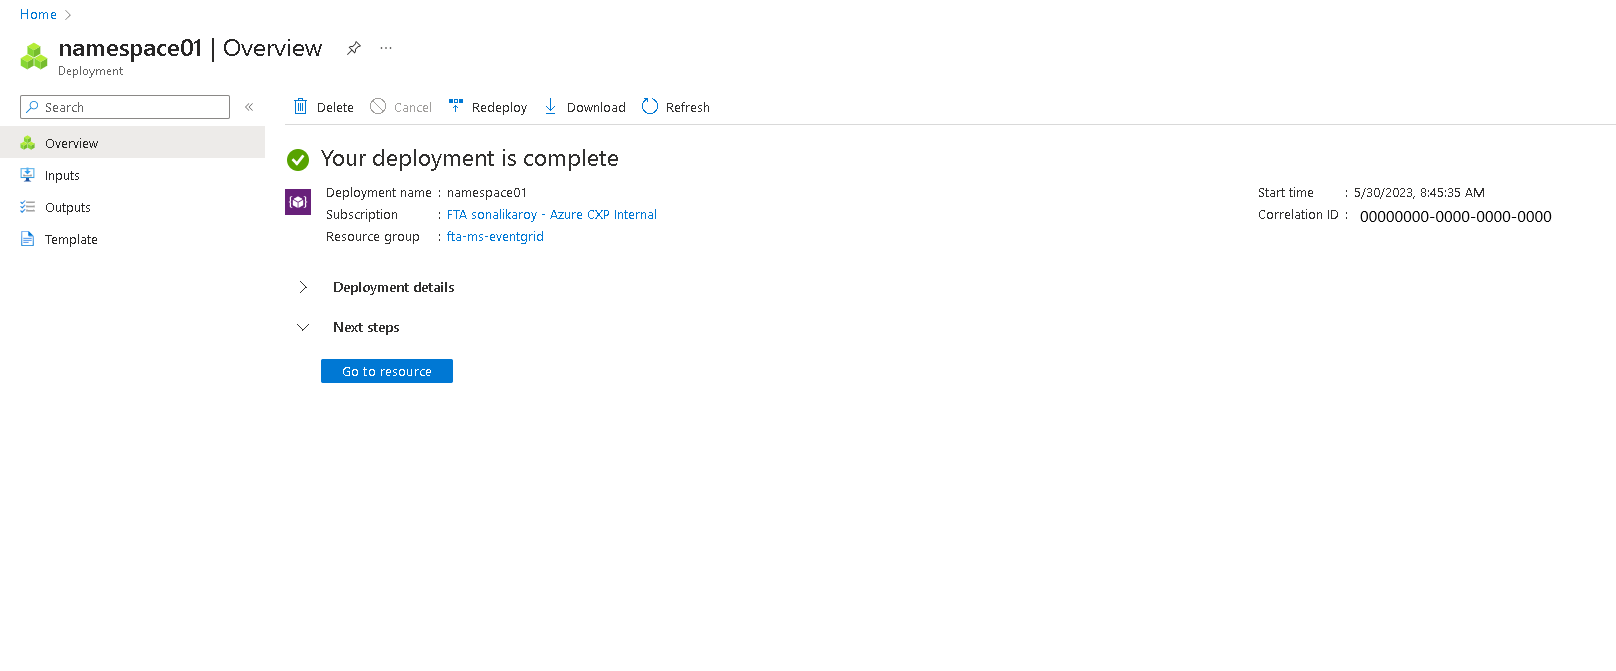 Home
namespace01 | Overview
Deployment
Search
Delete Cancel Redeploy Download Refresh
Overview
Inputs
Outputs
Template
Your deployment is complete
Deployment name : namespace01
Subscription : FTA sonalikaroy - Azure CXP Internal
Resource group : fta-ms-eventgrid
Start time : 5/30/2023, 8:45:35 AM
Correlation ID : 00000000-0000-0000-0000
Deployment details
Next steps
Go to resource